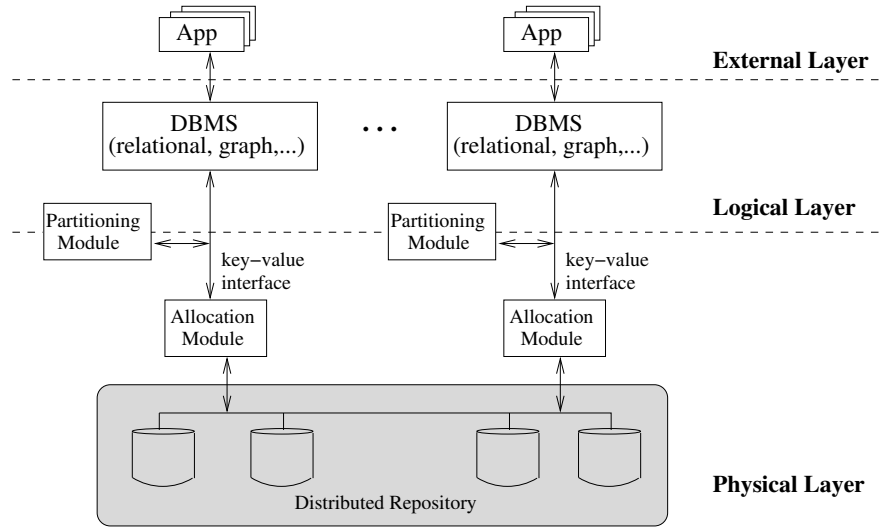 App
App
External Layer
DBMS
(relational, graph,...)
...
DBMS
(relational, graph,...)
Logical Layer
Partitioning
Module
Partitioning
Module
key-value
interface
key-value
interface
Allocation
Module
Allocation
Module
Distributed Repository
Physical Layer